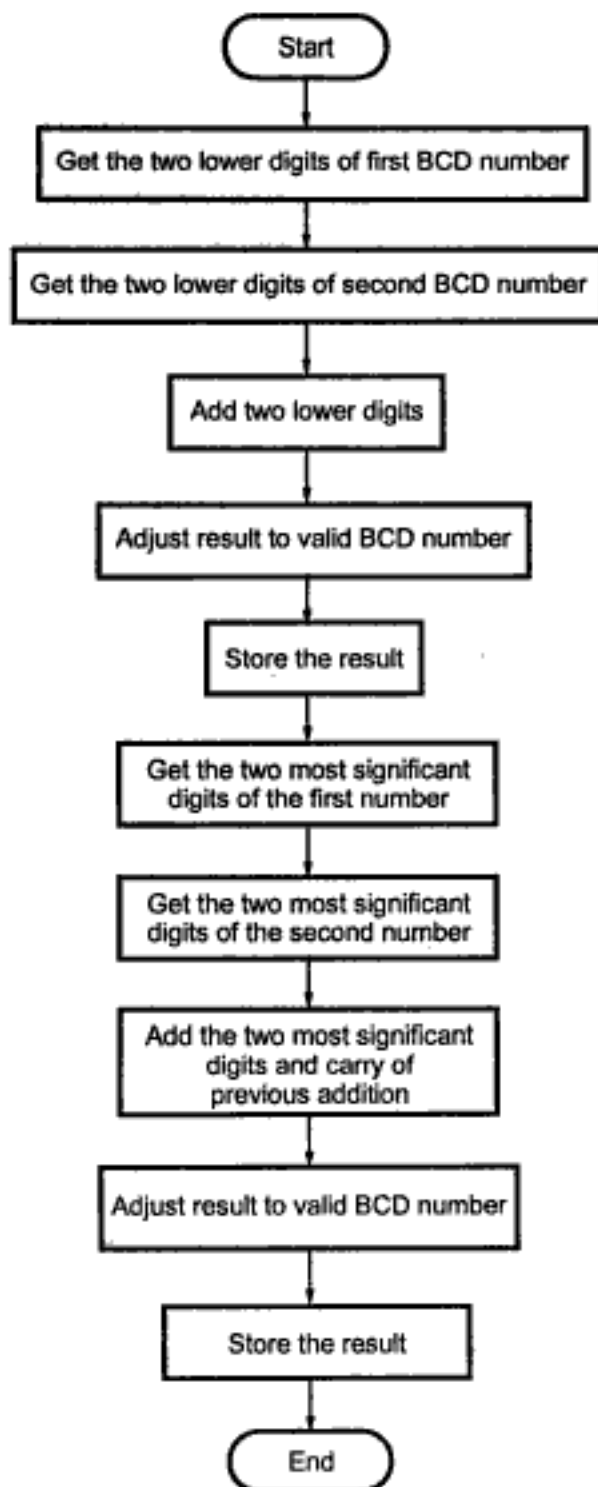 Start
Get the two lower digits of first BCD number
Get the two lower digits of second BCD number
Add two lower digits
Adjust result to valid BCD number
Store the result
Get the two most significant
digits of the first number
Get the two most significant
digits of the second number
Add the two most significant
digits and carry of
previous addition
Adjust result to valid BCD number
Store the result
End